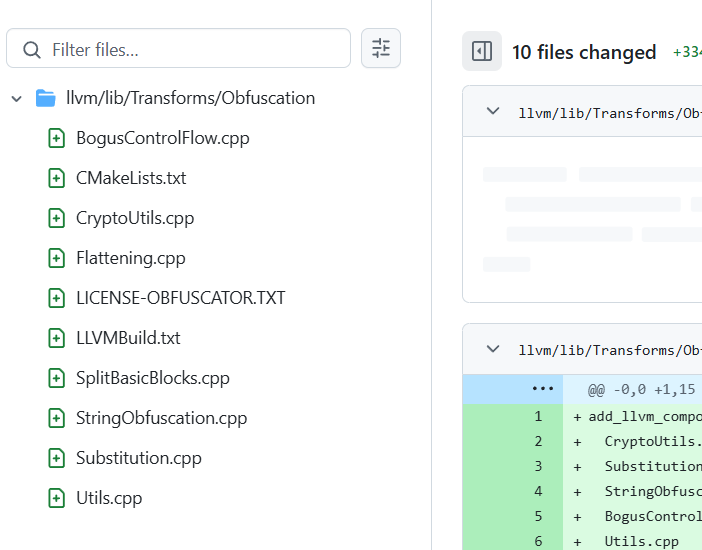 Filter files...
llvm/lib/Transforms/Obfuscation
BogusControlFlow.cpp
CMakeLists.txt
CryptoUtils.cpp
Flattening.cpp
LICENSE-OBFUSCATOR.TXT
LLVMBuild.txt
SplitBasicBlocks.cpp
StringObfuscation.cpp
Substitution.cpp
Utils.cpp
10 files changed +334
llvm/lib/Transforms/Ob
llvm/lib/Transforms/Ob
... @@ -0,0 +1,15
1 + add_llvm_compo
2 + CryptoUtils.
3 + Substitution
4 + StringObfusc
5 + BogusControl
6 + Utils.cpp